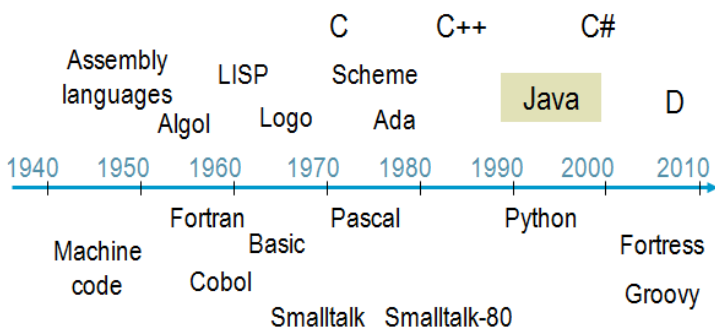 C C++ C#
Assembly
languages
LISP Scheme
Java D
Algol Logo Ada
1940 1950 1960 1970 1980 1990 2000 2010
Fortran Pascal Python
Machine
code
Basic Fortress
Cobol Groovy
Smalltalk Smalltalk-80